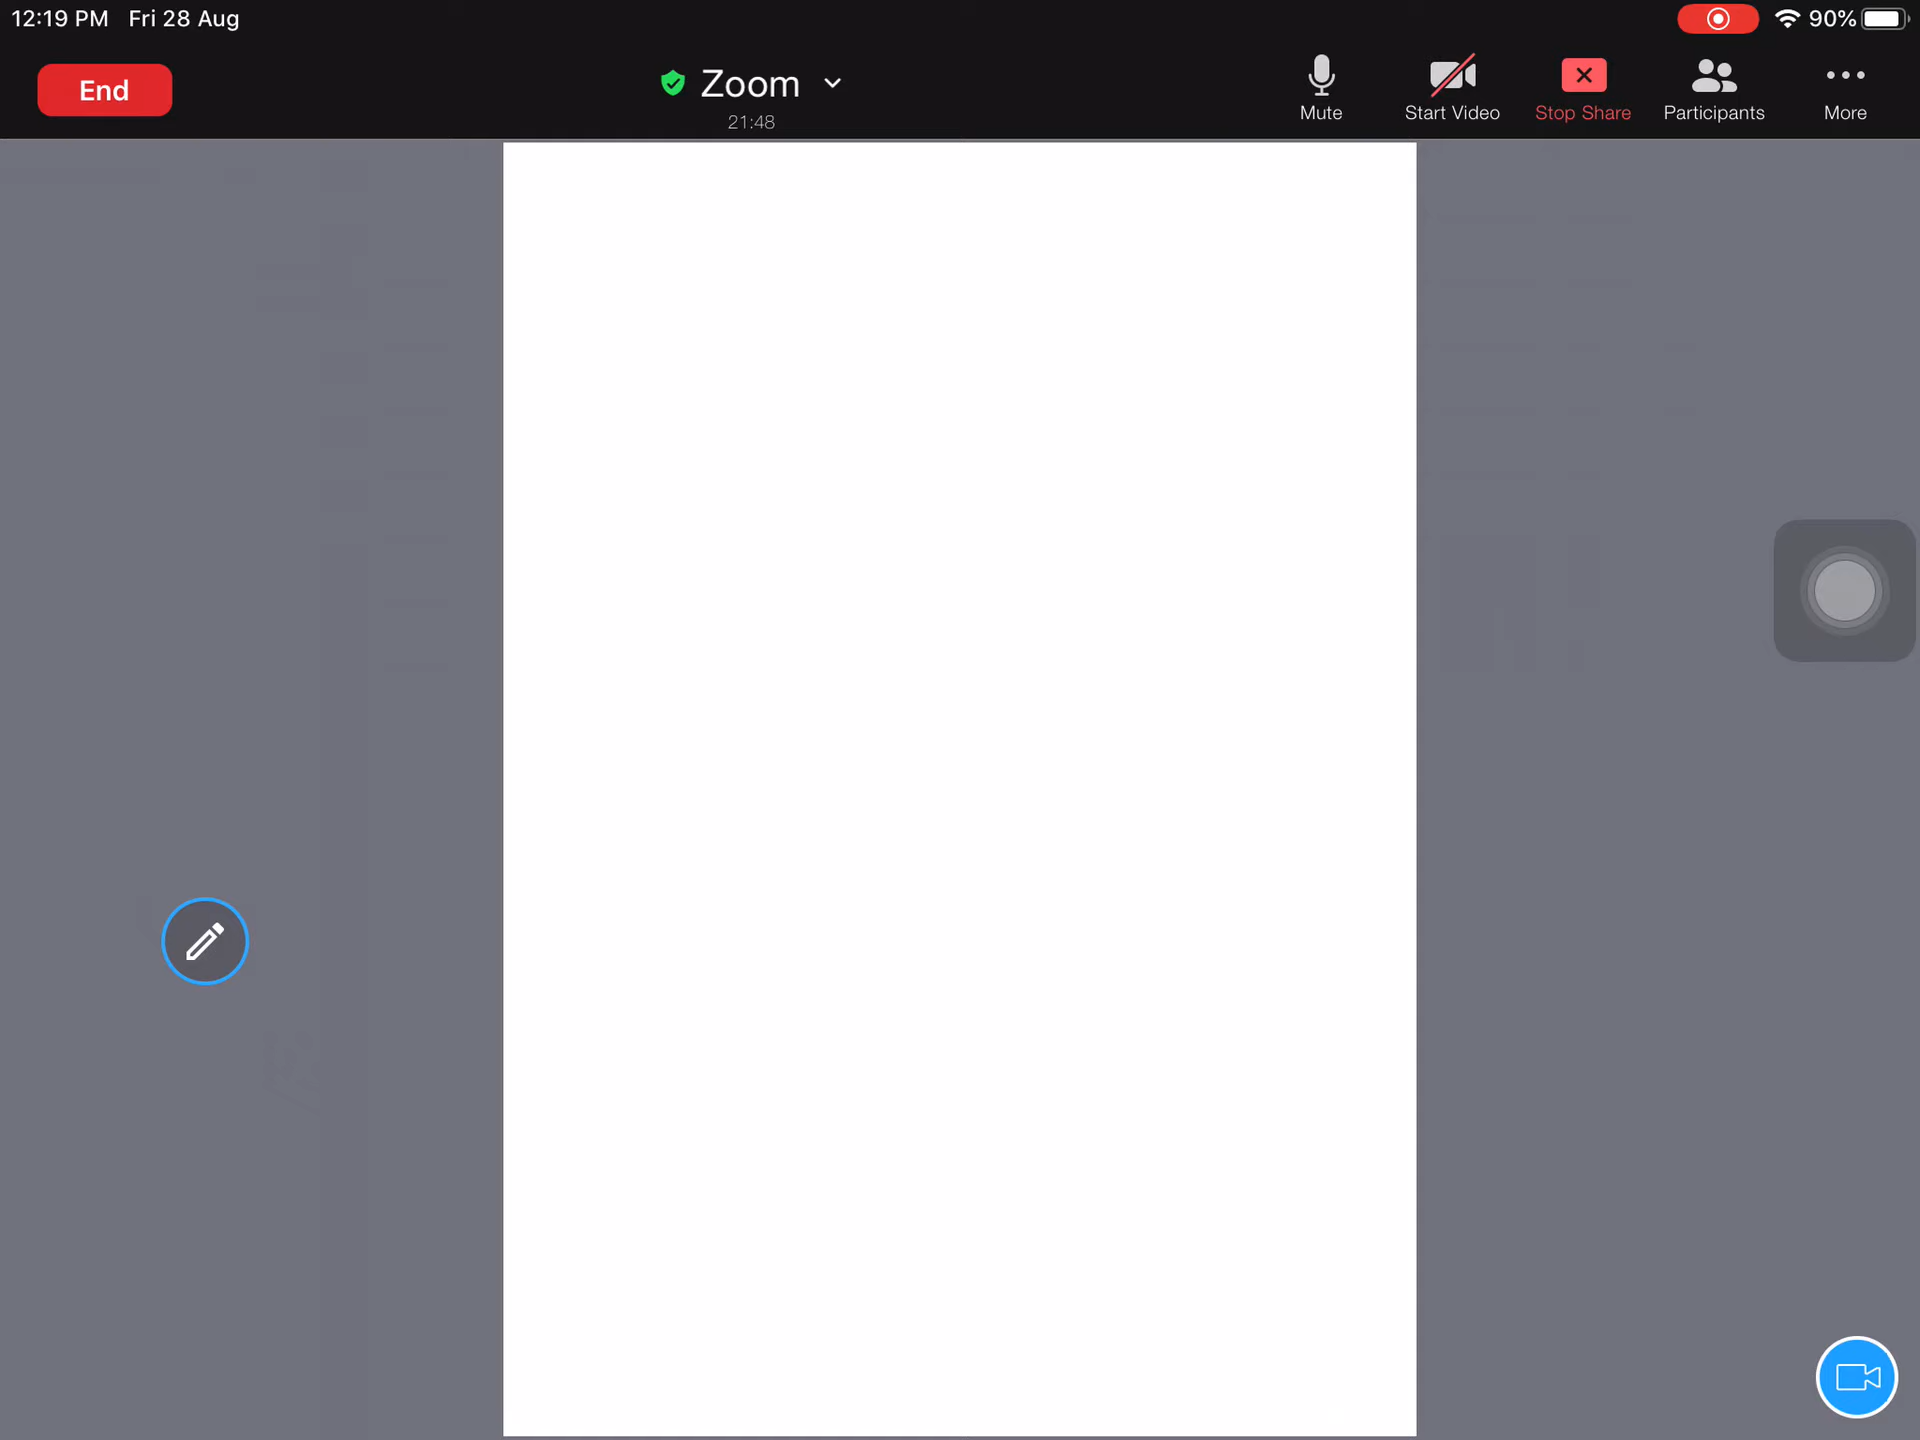 12:19 PM Fri 28 Aug 90%
End Zoom Mute Start Video Stop Share Participants More
21:48